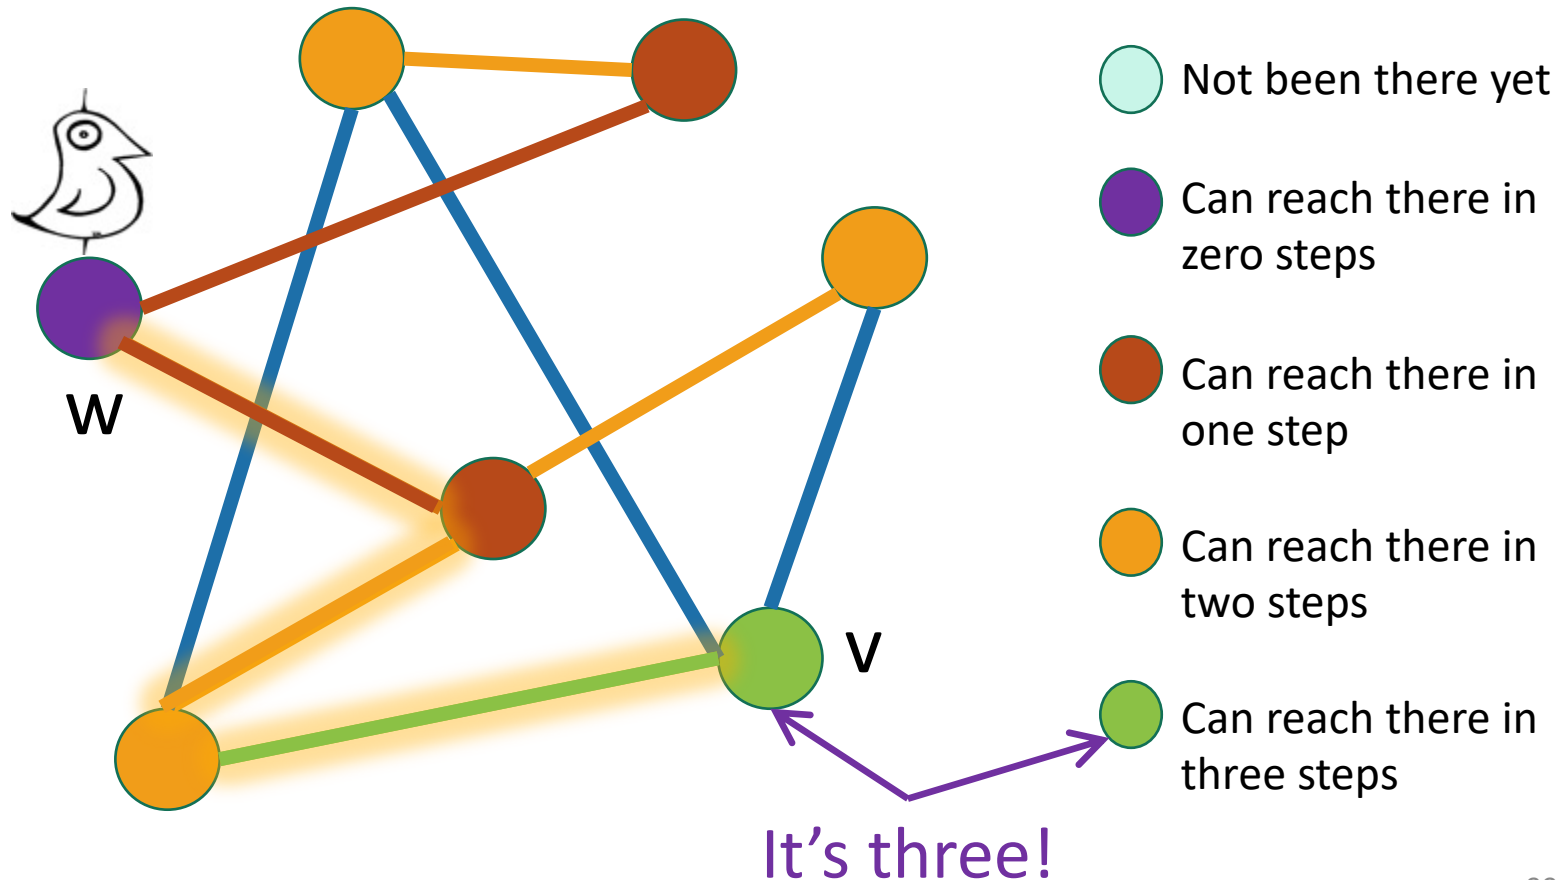 Not been there yet
Can reach there in
zero steps
w
Can reach there in
one step
Can reach there in
two steps
v
Can reach there in
three steps
It's three!